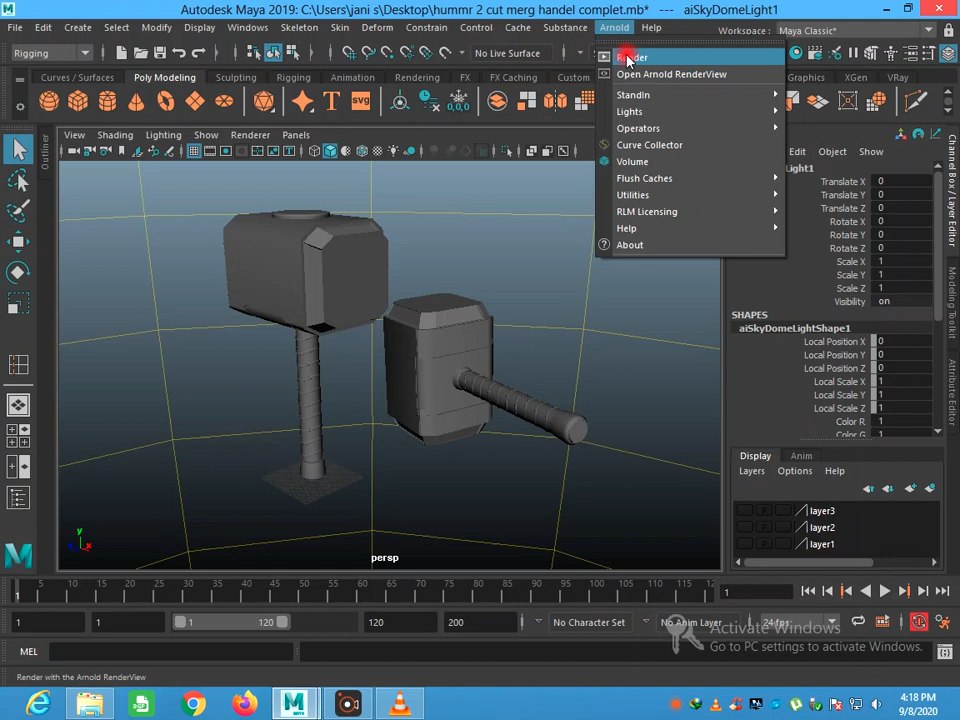 Autodesk Maya 2019: C:\Users\jani s\Desktop\hummr 2 cut merg handel complet.mb*   ---   aiSkyDomeLight1
File Edit Create Select Modify Display Windows Skeleton Skin Deform Constrain Control Cache Substance Arnold Help Workspace : Maya Classic*
Rigging No Live Surface
Curves / Surfaces Poly Modeling Sculpting Rigging Animation Rendering FX FX Caching Custom Graphics XGen VRay
Render
Open Arnold RenderView
Standin
Lights
Operators
Curve Collector
Volume
Flush Caches
Utilities
RLM Licensing
Help
About
Outliner
View Shading Lighting Show Renderer Panels
persp
y
x
Edit Object Show
Light1
Translate X 0
Translate Y 0
Translate Z 0
Rotate X 0
Rotate Y 0
Rotate Z 0
Scale X 1
Scale Y 1
Scale Z 1
Visibility on
SHAPES
aiSkyDomeLightShape1
Local Position X 0
Local Position Y 0
Local Position Z 0
Local Scale X 1
Local Scale Y 1
Local Scale Z 1
Color R 1
Color G 1
Channel Box / Layer Editor
Modeling Toolkit
Attribute Editor
Display Anim
Layers Options Help
P layer3
P layer2
P layer1
5 10 15 20 25 30 35 40 45 50 55 60 65 70 75 80 85 90 95 100 105 110 115 12
1
1
1 1 1 120 120 200 No Character Set No Anim Layer 24 fps
MEL
Activate Windows
Go to PC settings to activate Windows.
Render with the Arnold RenderView
4:18 PM
9/8/2020